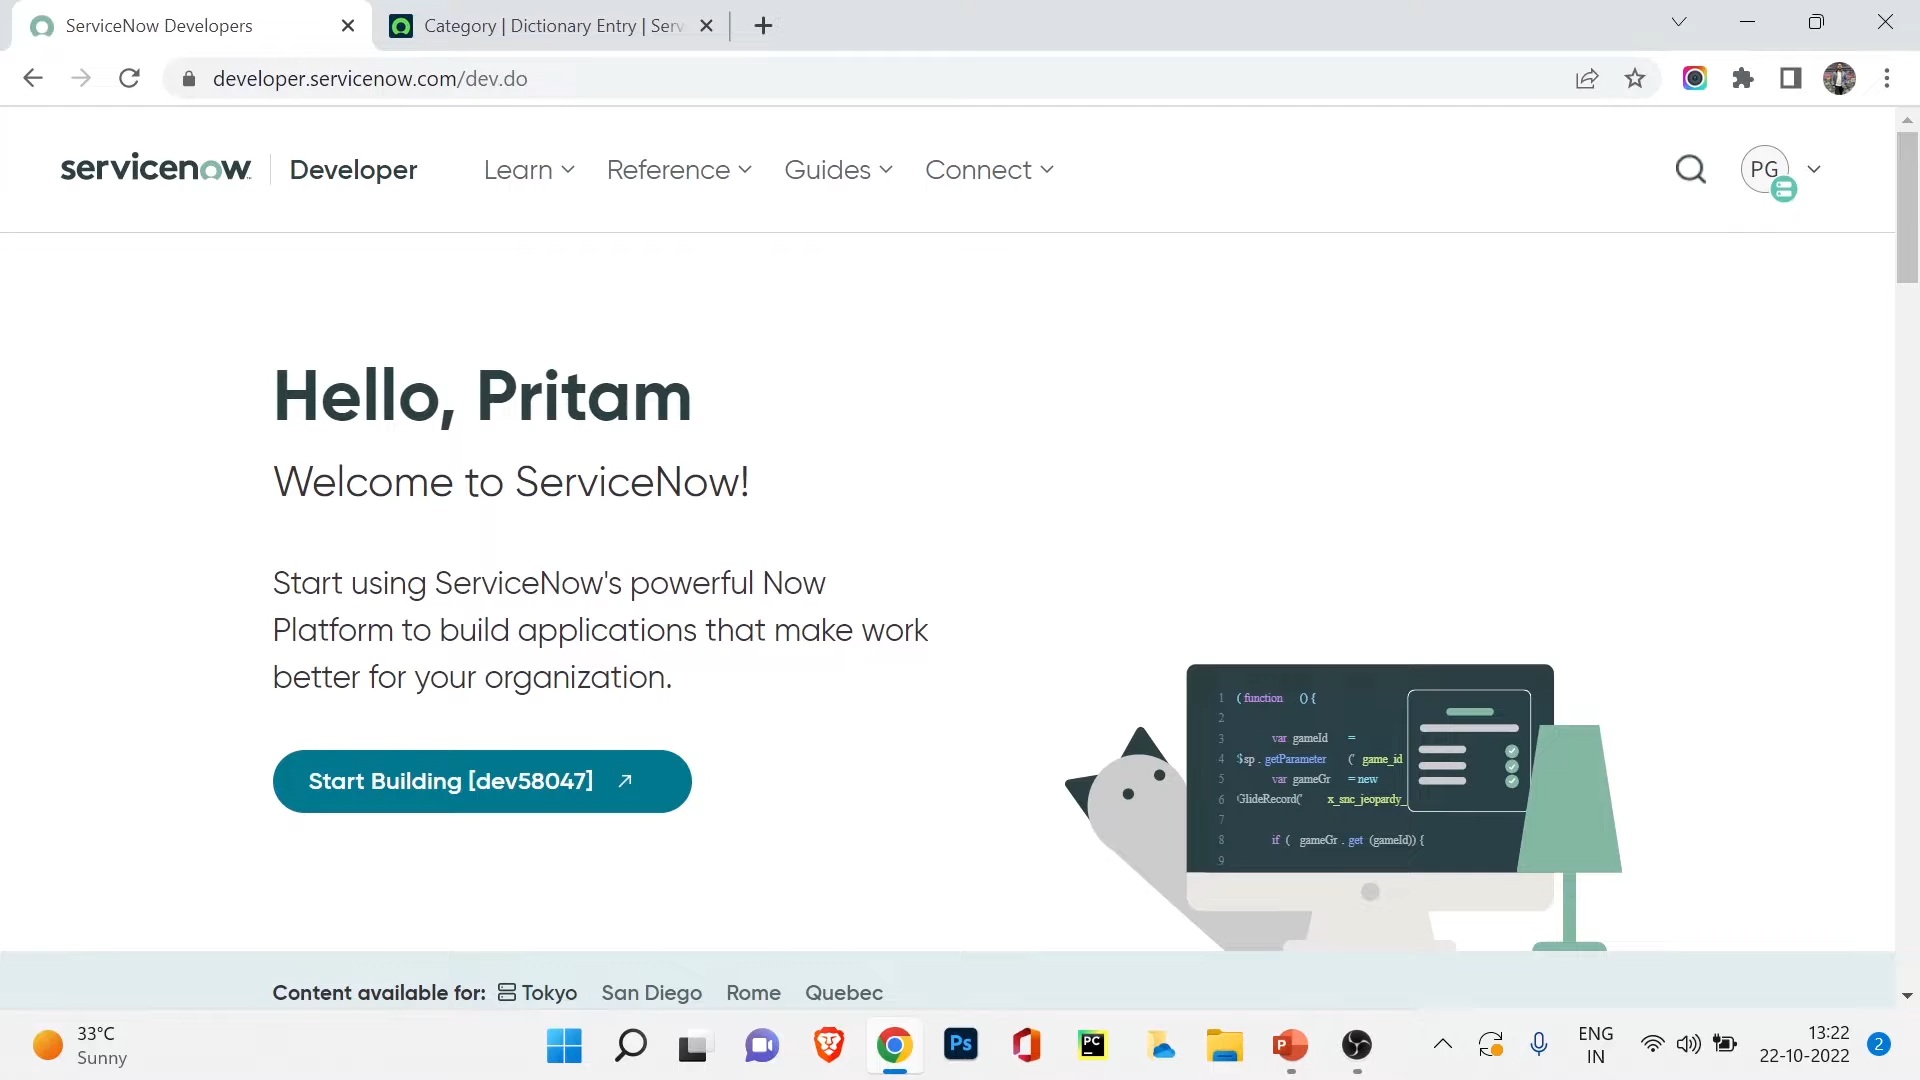 ServiceNow Developers
Category | Dictionary Entry | Serv
developer.servicenow.com/dev.do
servicenow
Developer
Learn
Reference
Guides
Connect
PG
Hello, Pritam
Welcome to ServiceNow!
Start using ServiceNow's powerful Now
Platform to build applications that make work
better for your organization.
Start Building [dev58047]
1 (function () {
2
3 var gameId =
4 $sp . getParameter (' game_id
5 var gameGr = new
6 GlideRecord(' x_snc_jeopardy_
7
8 if ( gameGr . get (gameId)) {
9
Content available for: Tokyo San Diego Rome Quebec
33°C
Sunny
Ps
PC
P
ENG
IN
13:22
22-10-2022
2